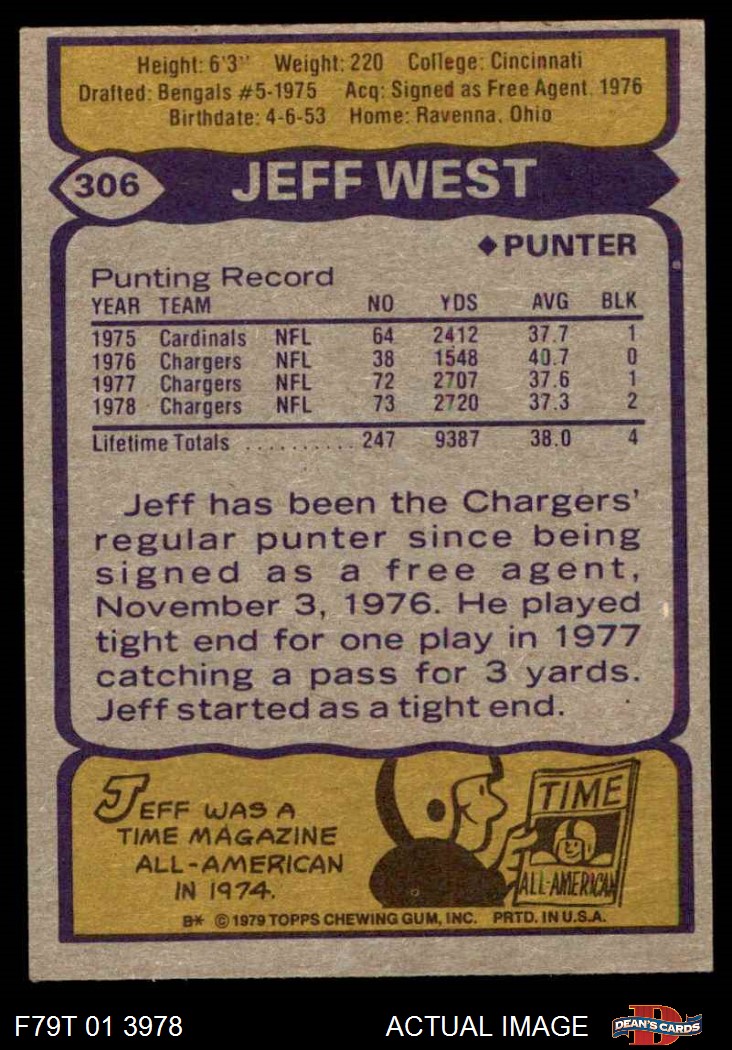 Height: 6'3" Weight: 220 College: Cincinnati
Drafted: Bengals #5-1975 Acq: Signed as Free Agent, 1976
Birthdate: 4-6-53 Home: Ravenna, Ohio
306 JEFF WEST
◆PUNTER
Punting Record
YEAR TEAM NO YDS AVG BLK
1975 Cardinals NFL 64 2412 37.7 1
1976 Chargers NFL 38 1548 40.7 0
1977 Chargers NFL 72 2707 37.6 1
1978 Chargers NFL 73 2720 37.3 2
Lifetime Totals .......... 247 9387 38.0 4
Jeff has been the Chargers'
regular punter since being
signed as a free agent,
November 3, 1976. He played
tight end for one play in 1977
catching a pass for 3 yards.
Jeff started as a tight end.
JEFF WAS A
TIME MAGAZINE
ALL-AMERICAN
IN 1974.
TIME
ALL-AMERICAN
B* © 1979 TOPPS CHEWING GUM, INC. PRTD. IN U.S.A.
F79T 01 3978 ACTUAL IMAGE D DEAN'S CARDS